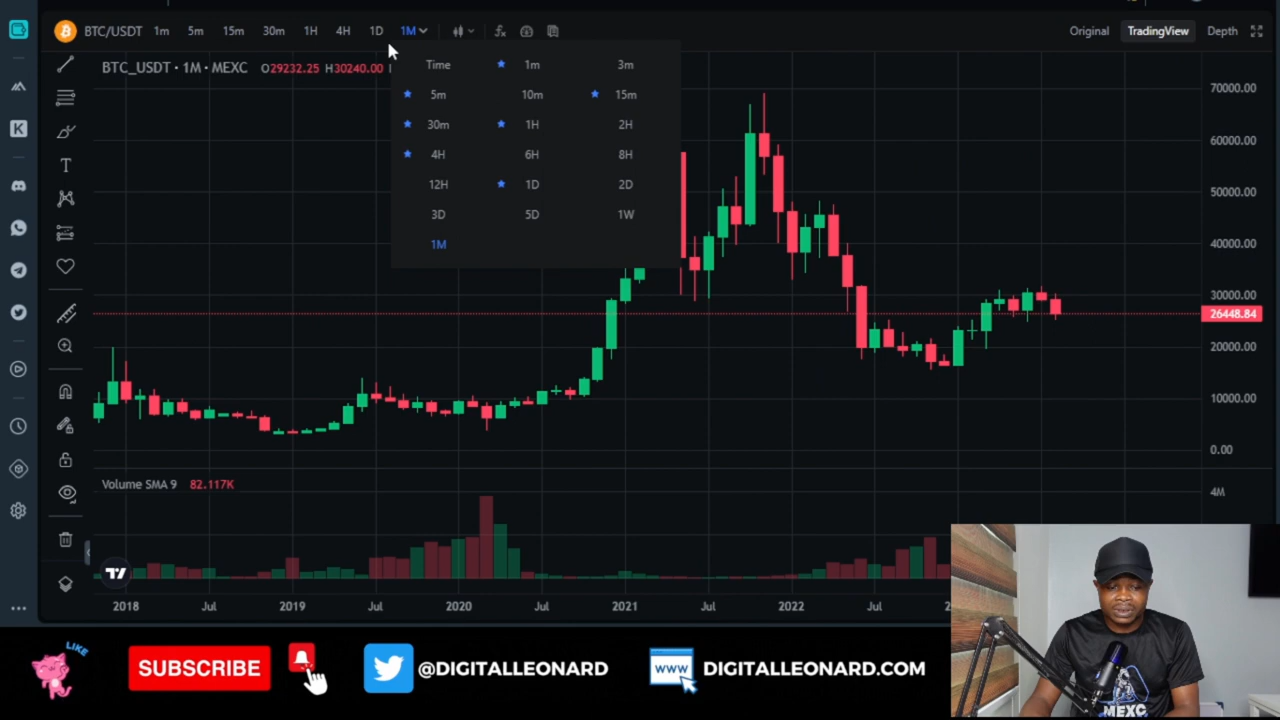 BTC/USDT 1m 5m 15m 30m 1H 4H 1D 1M Original TradingView Depth
BTC_USDT · 1M · MEXC O29232.25 H30240.00
Time 1m 3m
5m 10m 15m
30m 1H 2H
4H 6H 8H
12H 1D 2D
3D 5D 1W
1M
70000.00
60000.00
50000.00
40000.00
30000.00
26448.84
20000.00
10000.00
0.00
Volume SMA 9 82.117K
4M
2018 Jul 2019 Jul 2020 Jul 2021 Jul 2022 Jul
LIKE
SUBSCRIBE
@DIGITALLEONARD
WWW
DIGITALLEONARD.COM
MEXC